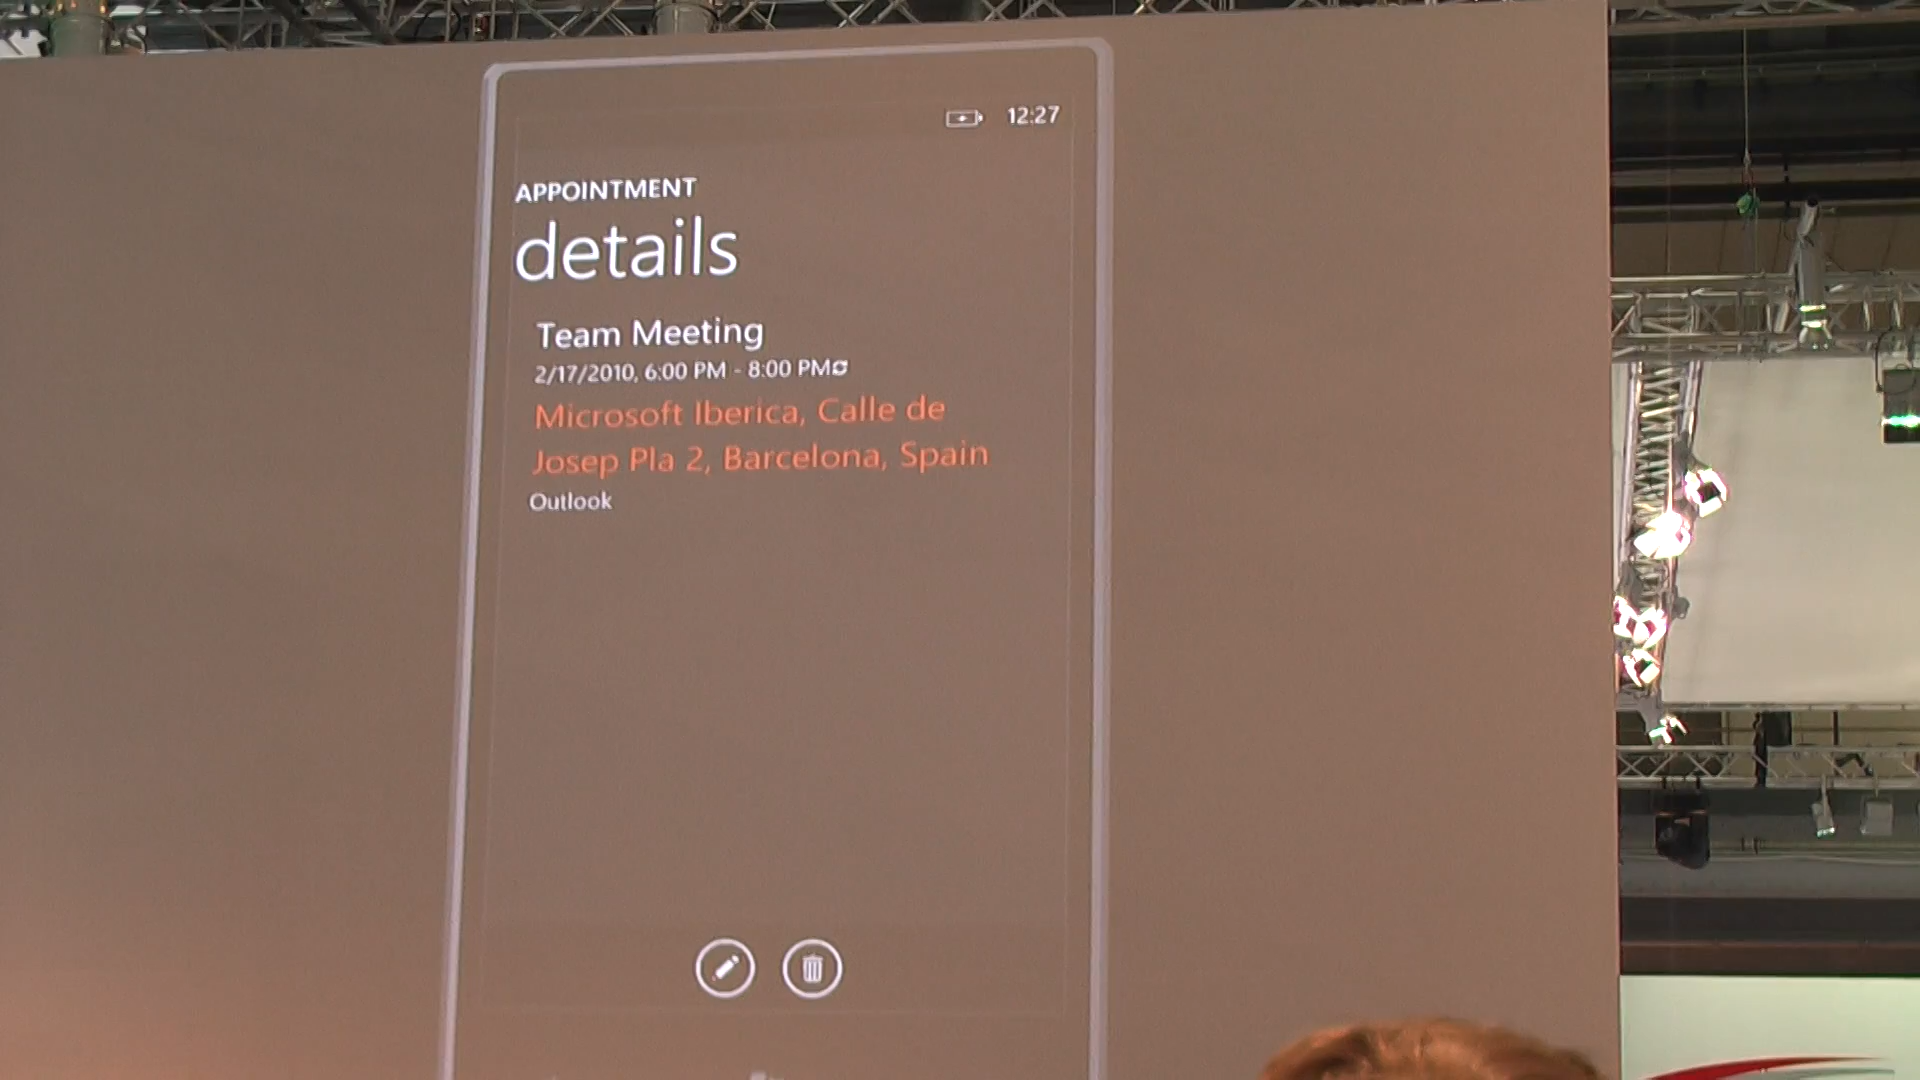 12:27
APPOINTMENT
details
Team Meeting
2/17/2010, 6:00 PM - 8:00 PM
Microsoft Iberica, Calle de
Josep Pla 2, Barcelona, Spain
Outlook